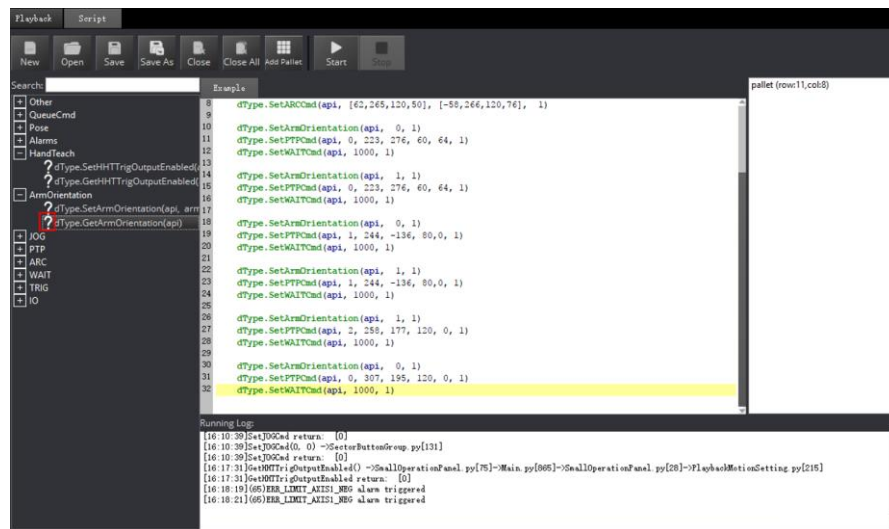 Playback Script
New Open Save Save As Close Close All Add Pallet Start Stop
Search:
Other
QueueCmd
Pose
Alarms
HandTeach
dType.SetHHTTrigOutputEnabled(
dType.GetHHTTrigOutputEnabled(
ArmOrientation
dType.SetArmOrientation(api, arm
dType.GetArmOrientation(api)
JOG
PTP
ARC
WAIT
TRIG
IO
Example
8 dType.SetARCCmd(api, [62,265,120,50], [-58,266,120,76], 1)
9
10 dType.SetArmOrientation(api, 0, 1)
11 dType.SetPTPCmd(api, 0, 223, 276, 60, 64, 1)
12 dType.SetWAITCmd(api, 1000, 1)
13
14 dType.SetArmOrientation(api, 1, 1)
15 dType.SetPTPCmd(api, 0, 223, 276, 60, 64, 1)
16 dType.SetWAITCmd(api, 1000, 1)
17
18 dType.SetArmOrientation(api, 0, 1)
19 dType.SetPTPCmd(api, 1, 244, -136, 80,0, 1)
20 dType.SetWAITCmd(api, 1000, 1)
21
22 dType.SetArmOrientation(api, 1, 1)
23 dType.SetPTPCmd(api, 1, 244, -136, 80,0, 1)
24 dType.SetWAITCmd(api, 1000, 1)
25
26 dType.SetArmOrientation(api, 1, 1)
27 dType.SetPTPCmd(api, 2, 258, 177, 120, 0, 1)
28 dType.SetWAITCmd(api, 1000, 1)
29
30 dType.SetArmOrientation(api, 0, 1)
31 dType.SetPTPCmd(api, 0, 307, 195, 120, 0, 1)
32 dType.SetWAITCmd(api, 1000, 1)
pallet (row:11,col:8)
Running Log:
[16:10:39]SetJOGCmd return: [0]
[16:10:39]SetJOGCmd(0, 0) ->SectorButtonGroup.py[131]
[16:10:39]SetJOGCmd return: [0]
[16:17:31]GetHHTTrigOutputEnabled() ->SmallOperationPanel.py[75]->Main.py[865]->SmallOperationPanel.py[28]->PlaybackMotionSetting.py[215]
[16:17:31]GetHHTTrigOutputEnabled return: [0]
[16:18:19](65)ERR_LIMIT_AXIS1_NEG alarm triggered
[16:18:21](65)ERR_LIMIT_AXIS1_NEG alarm triggered